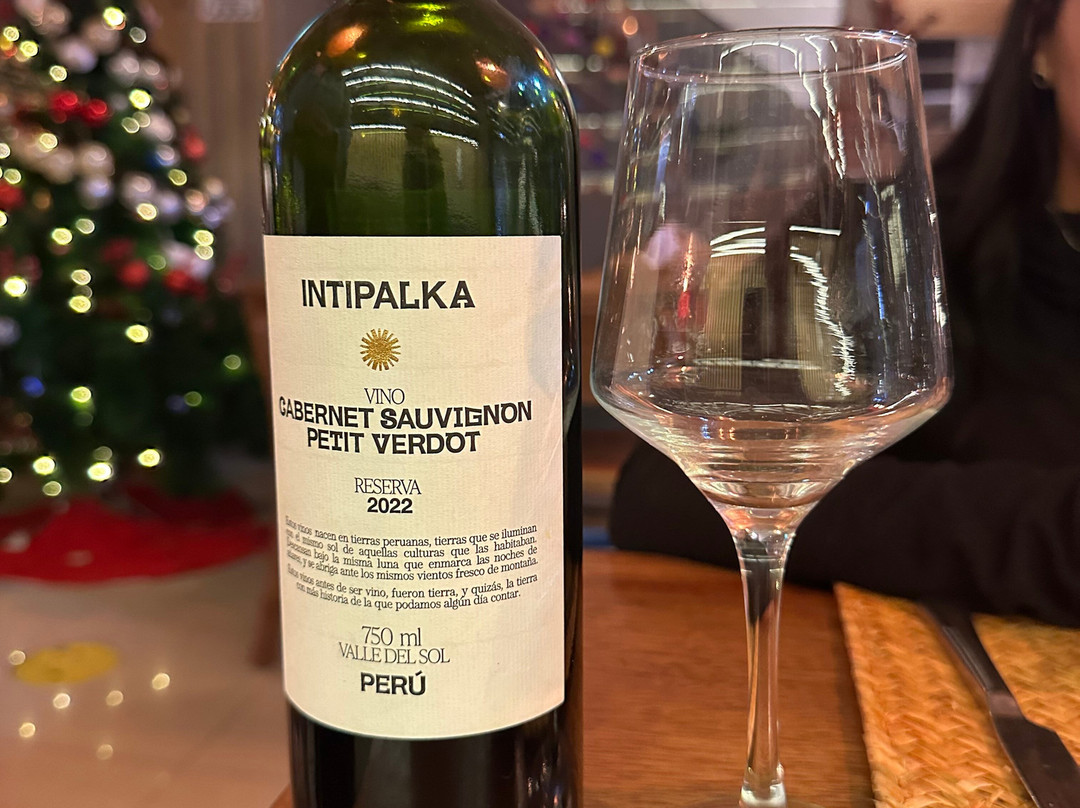 INTIPALKA
VINO
CABERNET SAUVIGNON
PETIT VERDOT
RESERVA
2022
Estos vinos nacen en tierras peruanas, tierras que se iluminan
con el mismo sol de aquellas culturas que las habitaban.
Descansan bajo la misma luna que enmarca las noches de
y se abriga ante los mismos vientos fresco de montaña.
Estos vinos antes de ser vino, fueron tierra, y quizás, la tierra
con más historia de la que podamos algún día contar.
750 ml
VALLE DEL SOL
PERÚ